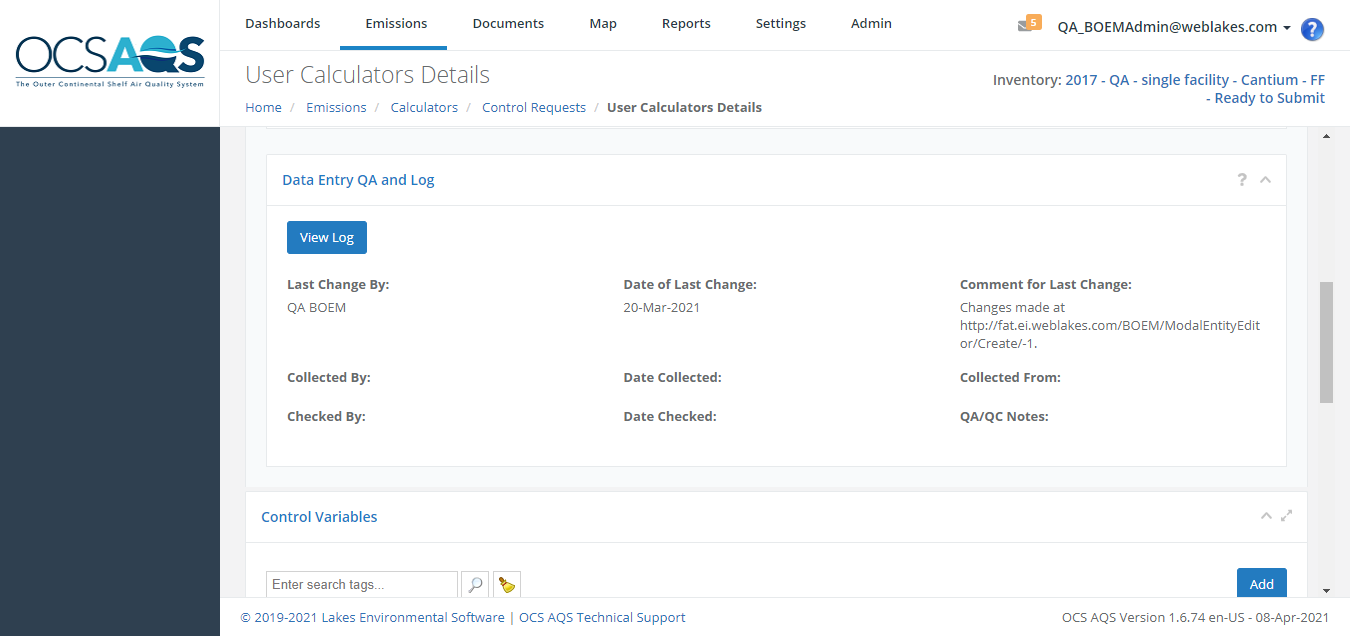 OCSAQS
The Outer Continental Shelf Air Quality System
Dashboards Emissions Documents Map Reports Settings Admin 5 QA_BOEMAdmin@weblakes.com ?
User Calculators Details
Inventory: 2017 - QA - single facility - Cantium - FF
- Ready to Submit
Home / Emissions / Calculators / Control Requests / User Calculators Details
Data Entry QA and Log ?
View Log
Last Change By: Date of Last Change: Comment for Last Change:
QA BOEM 20-Mar-2021 Changes made at
http://fat.ei.weblakes.com/BOEM/ModalEntityEdit
or/Create/-1.
Collected By: Date Collected: Collected From:
Checked By: Date Checked: QA/QC Notes:
Control Variables
Enter search tags... Add
© 2019-2021 Lakes Environmental Software | OCS AQS Technical Support OCS AQS Version 1.6.74 en-US - 08-Apr-2021